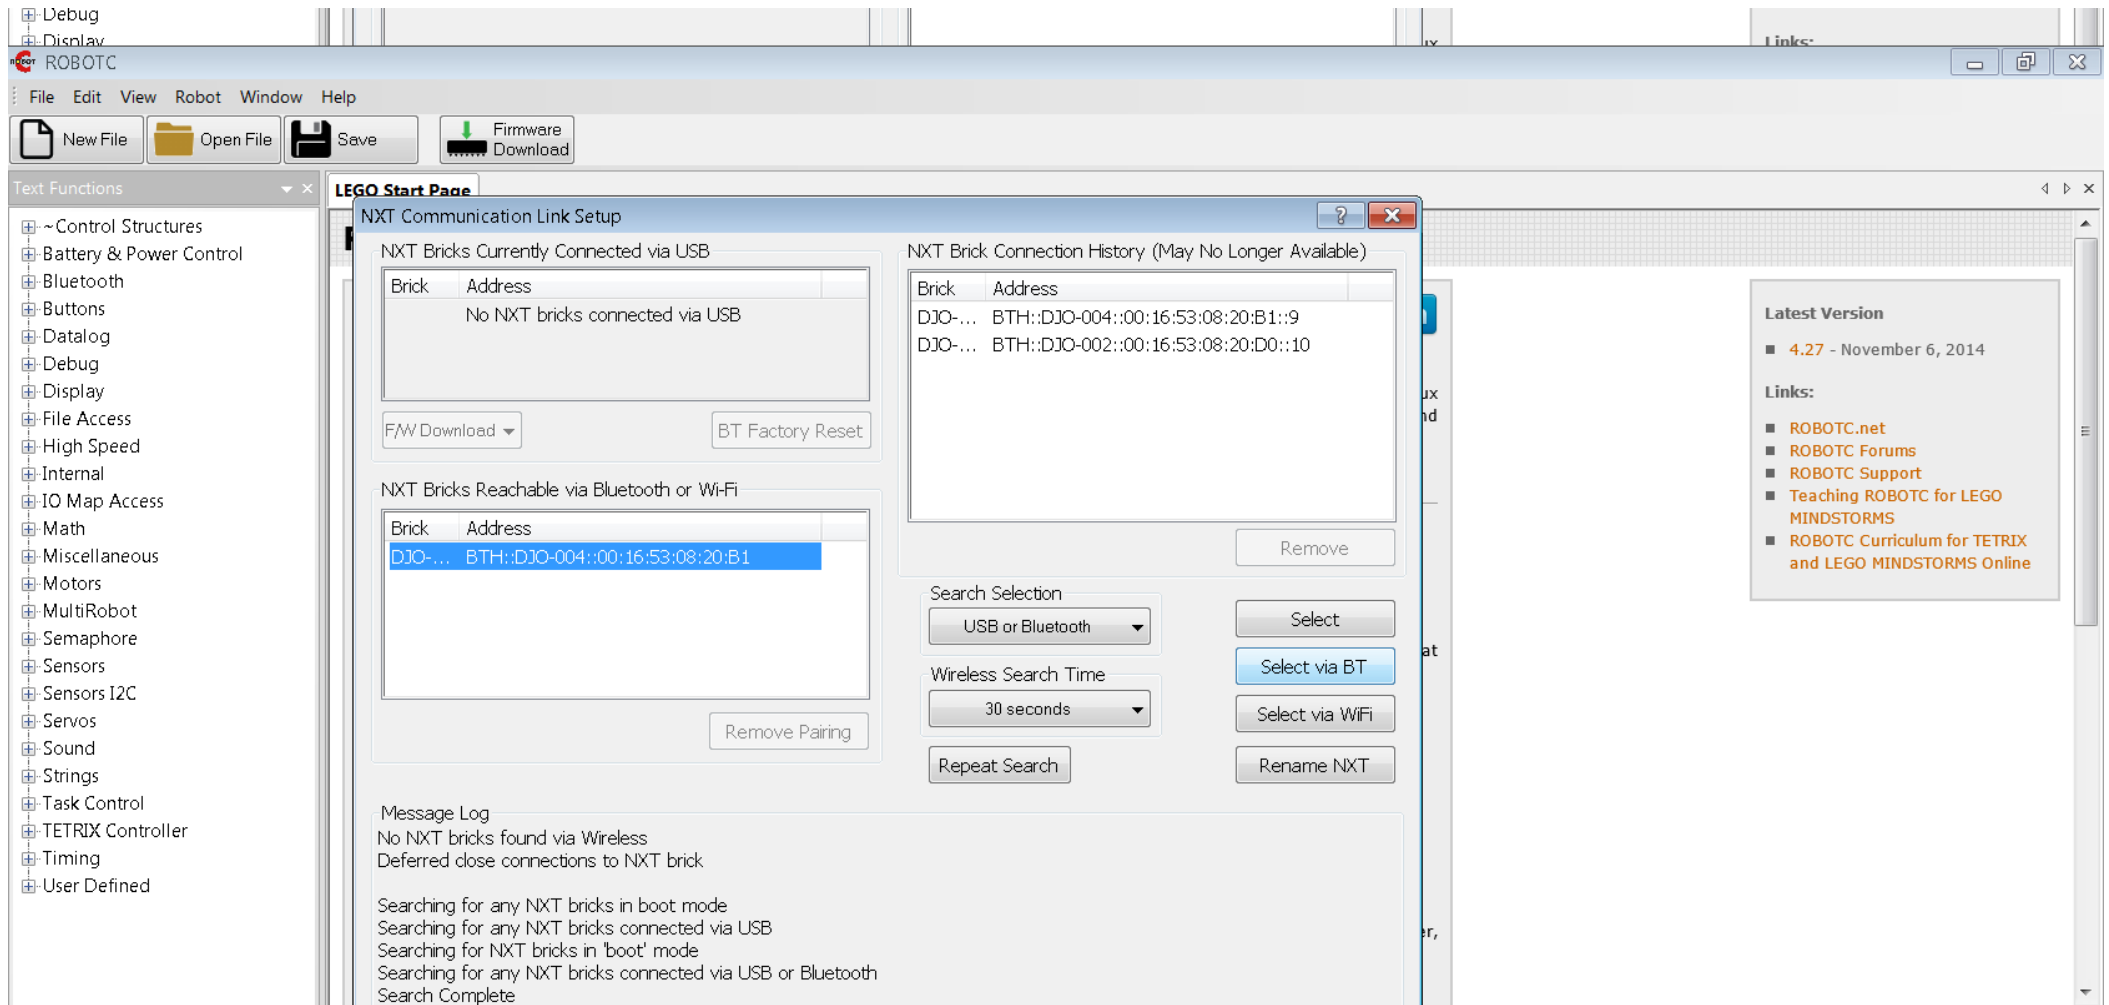 Debug
Display
Links:
ROBOTC
File Edit View Robot Window Help
New File Open File Save Firmware Download
Text Functions
~Control Structures
Battery & Power Control
Bluetooth
Buttons
Datalog
Debug
Display
File Access
High Speed
Internal
IO Map Access
Math
Miscellaneous
Motors
MultiRobot
Semaphore
Sensors
Sensors I2C
Servos
Sound
Strings
Task Control
TETRIX Controller
Timing
User Defined
LEGO Start Page
NXT Communication Link Setup
NXT Bricks Currently Connected via USB
Brick Address
No NXT bricks connected via USB
F/W Download BT Factory Reset
NXT Bricks Reachable via Bluetooth or Wi-Fi
Brick Address
DJO-... BTH::DJO-004::00:16:53:08:20:B1
Remove Pairing
NXT Brick Connection History (May No Longer Available)
Brick Address
DJO-... BTH::DJO-004::00:16:53:08:20:B1::9
DJO-... BTH::DJO-002::00:16:53:08:20:D0::10
Remove
Search Selection
USB or Bluetooth
Wireless Search Time
30 seconds
Repeat Search
Select
Select via BT
Select via WiFi
Rename NXT
Message Log
No NXT bricks found via Wireless
Deferred close connections to NXT brick
Searching for any NXT bricks in boot mode
Searching for any NXT bricks connected via USB
Searching for NXT bricks in 'boot' mode
Searching for any NXT bricks connected via USB or Bluetooth
Search Complete
Latest Version
4.27 - November 6, 2014
Links:
ROBOTC.net
ROBOTC Forums
ROBOTC Support
Teaching ROBOTC for LEGO
MINDSTORMS
ROBOTC Curriculum for TETRIX
and LEGO MINDSTORMS Online